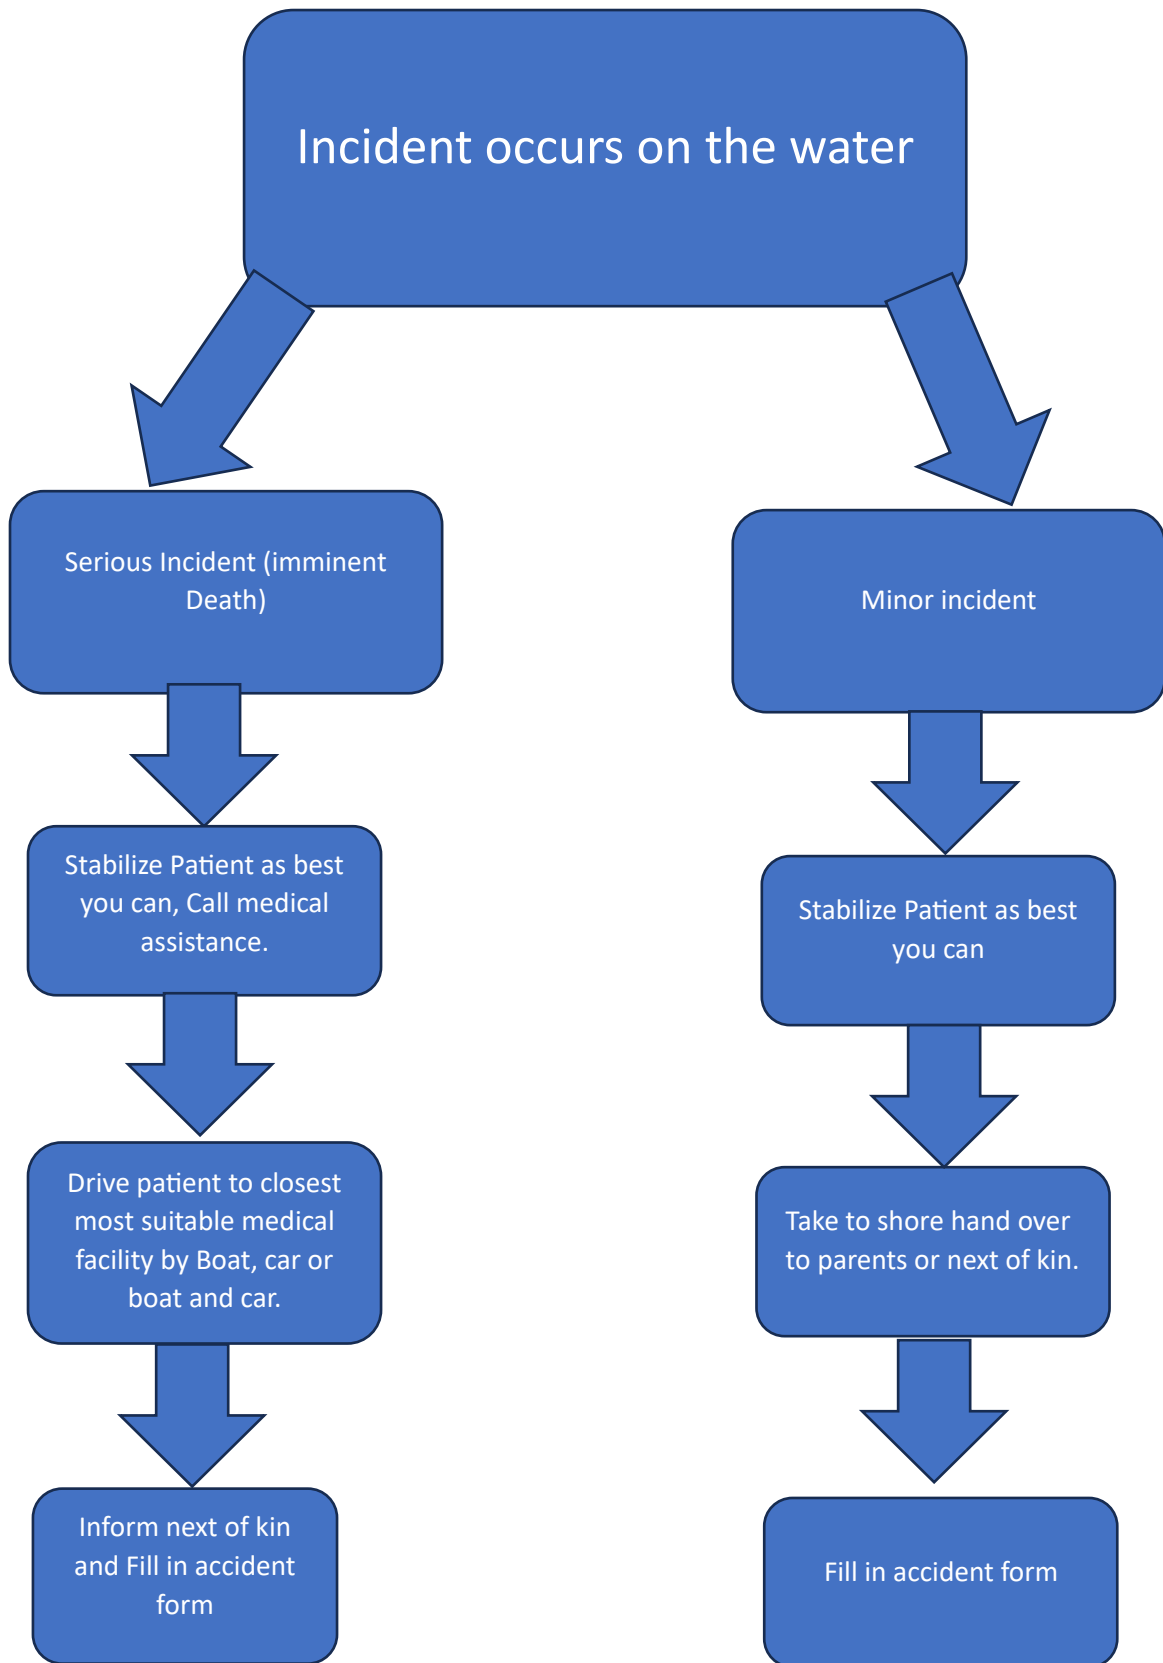 Incident occurs on the water
Serious Incident (imminent
Death)
Stabilize Patient as best
you can, Call medical
assistance.
Drive patient to closest
most suitable medical
facility by Boat, car or
boat and car.
Inform next of kin
and Fill in accident
form
Minor incident
Stabilize Patient as best
you can
Take to shore hand over
to parents or next of kin.
Fill in accident form